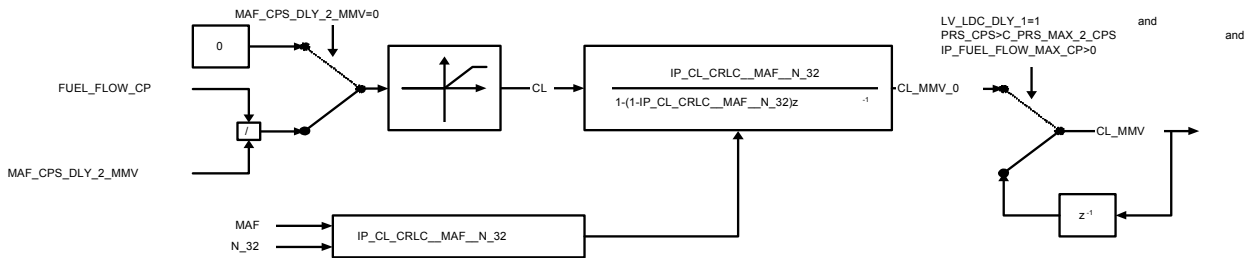 MAF_CPS_DLY_2_MMV=0
LV_LDC_DLY_1=1 and
PRS_CPS>C_PRS_MAX_2_CPS and
IP_FUEL_FLOW_MAX_CP>0
0
FUEL_FLOW_CP
/
MAF_CPS_DLY_2_MMV
CL
IP_CL_CRLC__MAF__N_32
1-(1-IP_CL_CRLC__MAF__N_32)z -1
CL_MMV_0
CL_MMV
z -1
MAF
N_32
IP_CL_CRLC__MAF__N_32